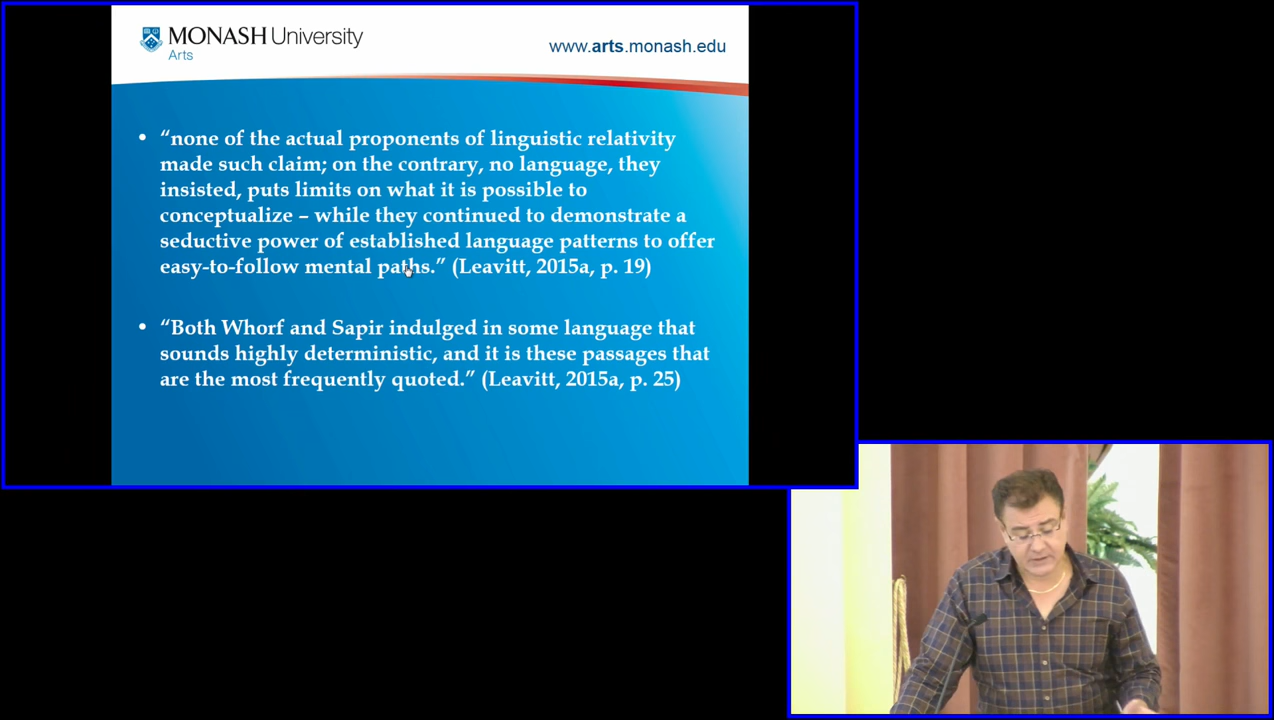 MONASH University
Arts
www.arts.monash.edu
• “none of the actual proponents of linguistic relativity
made such claim; on the contrary, no language, they
insisted, puts limits on what it is possible to
conceptualize – while they continued to demonstrate a
seductive power of established language patterns to offer
easy-to-follow mental paths.” (Leavitt, 2015a, p. 19)
• “Both Whorf and Sapir indulged in some language that
sounds highly deterministic, and it is these passages that
are the most frequently quoted.” (Leavitt, 2015a, p. 25)